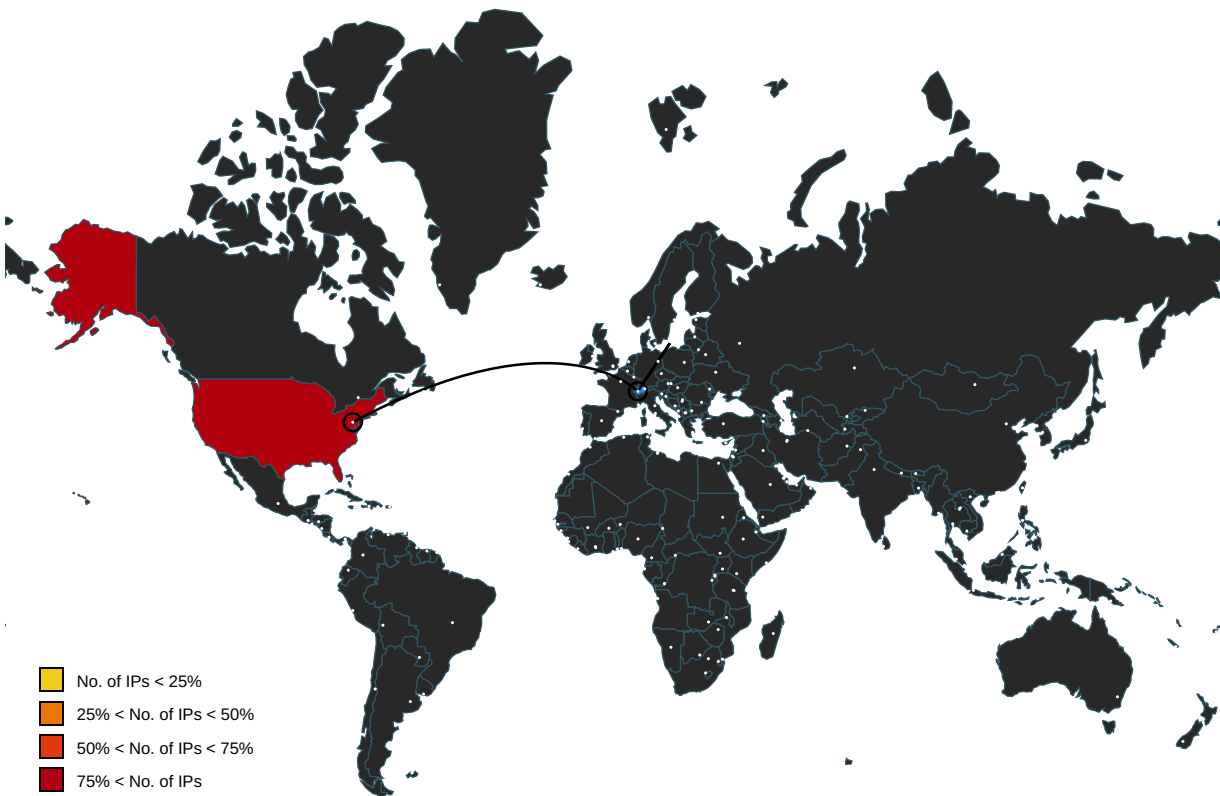 No. of IPs < 25%
25% < No. of IPs < 50%
50% < No. of IPs < 75%
75% < No. of IPs